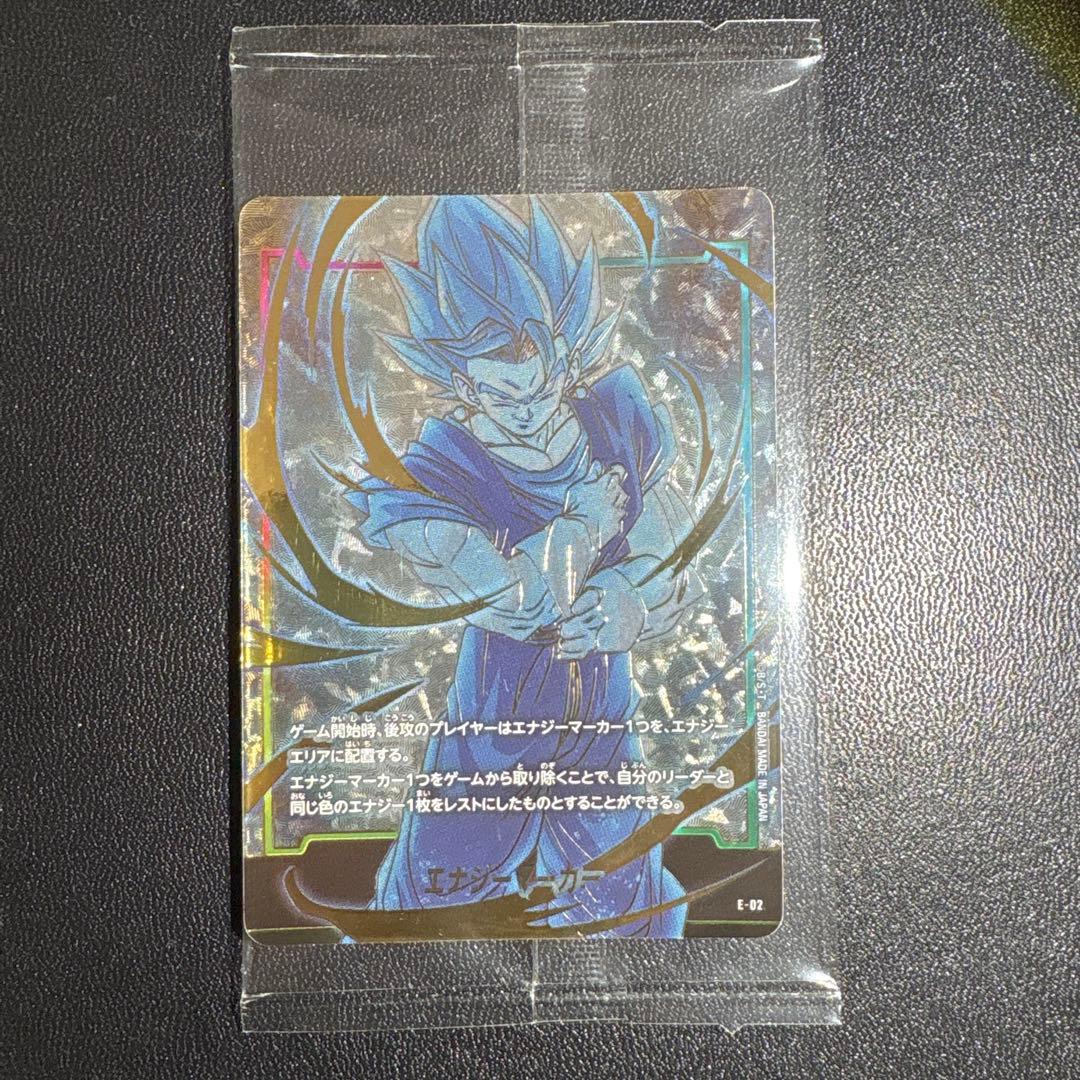 ゲーム開始時、後攻のプレイヤーはエナジーマーカー1つを、エナジー
エリアに配置する。
エナジーマーカー1つをゲームから取り除くことで、自分のリーダーと
同じ色のエナジー1枚をレストにしたものとすることができる。
エナジーマーカー
E-02
B・S・T BANDAI MADE IN JAPAN